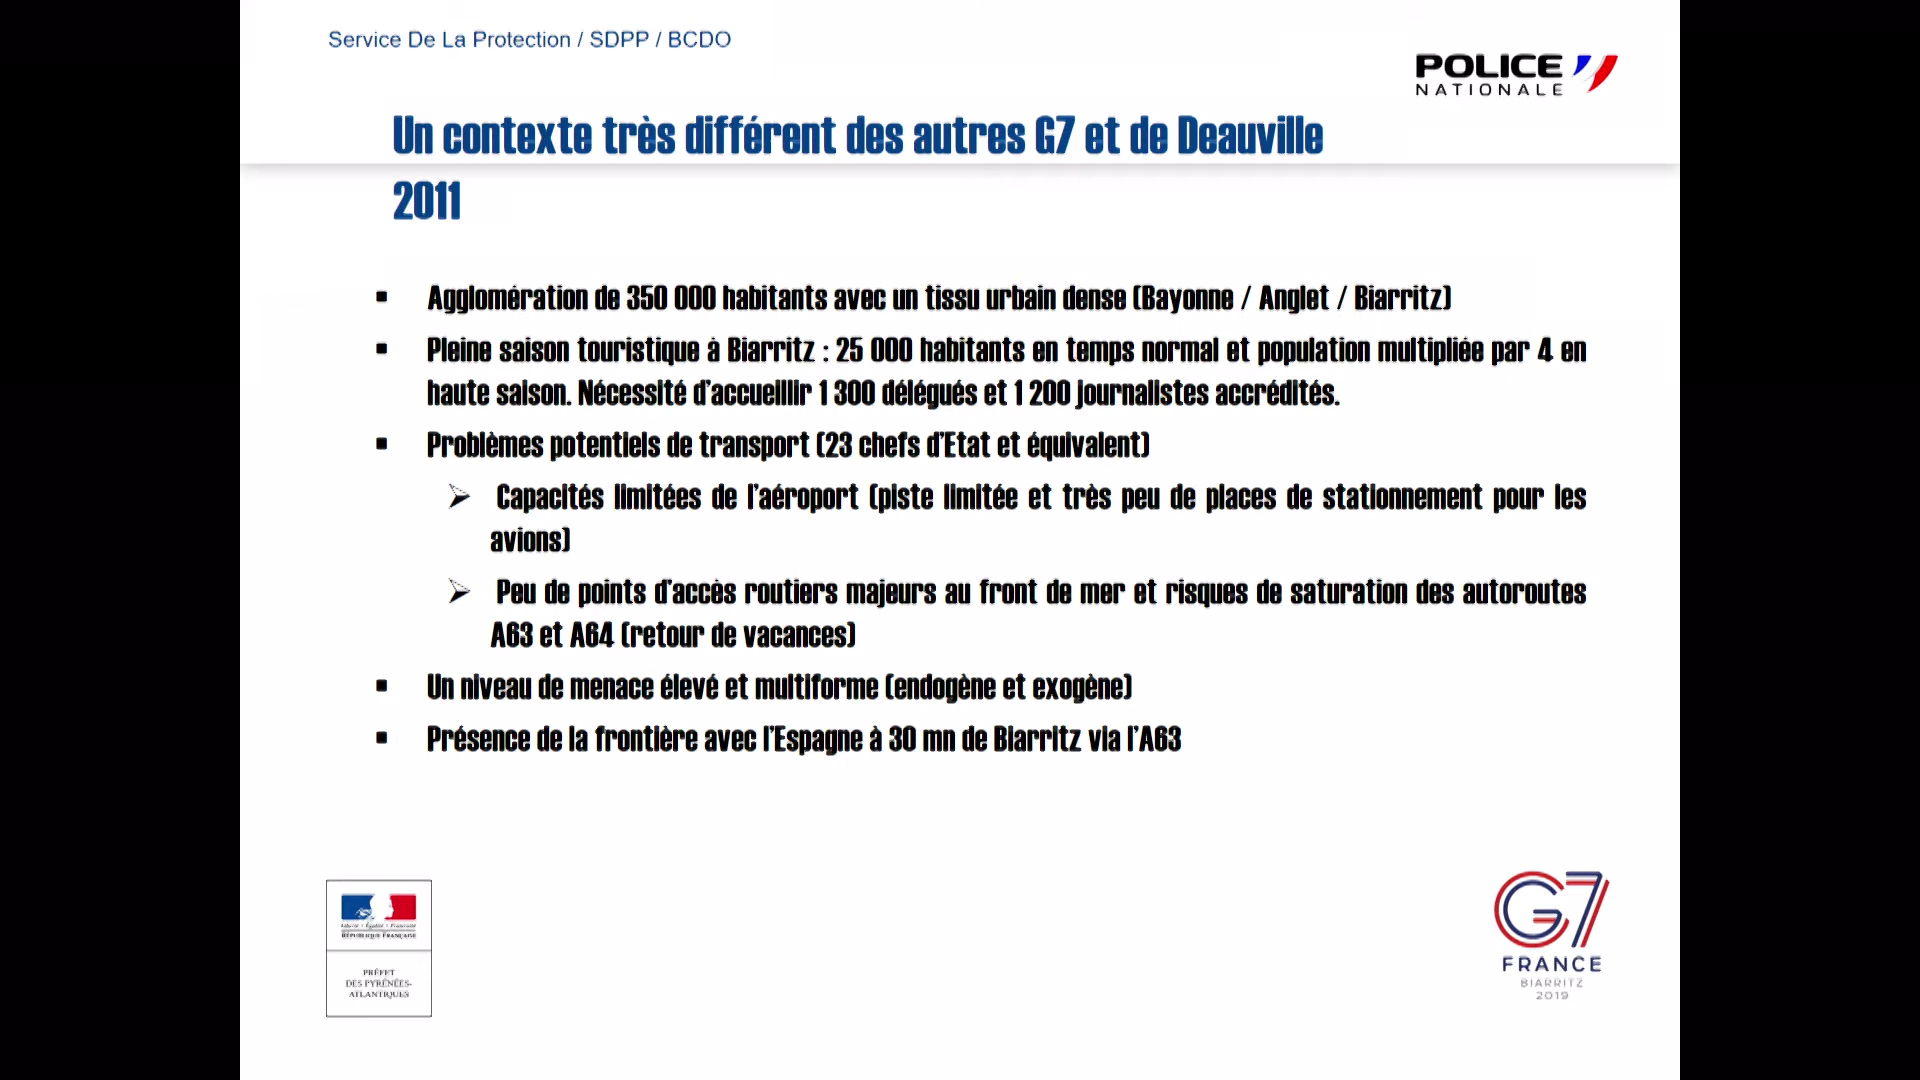 Service De La Protection / SDPP / BCDO
POLICE
NATIONALE
Un contexte très différent des autres G7 et de Deauville
2011
▪ Agglomération de 350 000 habitants avec un tissu urbain dense (Bayonne / Anglet / Biarritz)
▪ Pleine saison touristique à Biarritz : 25 000 habitants en temps normal et population multipliée par 4 en
haute saison. Nécessité d'accueillir 1 300 délégués et 1 200 journalistes accrédités.
▪ Problèmes potentiels de transport (23 chefs d'Etat et équivalent)
➢ Capacités limitées de l'aéroport (piste limitée et très peu de places de stationnement pour les
avions)
➢ Peu de points d'accès routiers majeurs au front de mer et risques de saturation des autoroutes
A63 et A64 (retour de vacances)
▪ Un niveau de menace élevé et multiforme (endogène et exogène)
▪ Présence de la frontière avec l'Espagne à 30 mn de Biarritz via l'A63
Liberté • Égalité • Fraternité
RÉPUBLIQUE FRANÇAISE
PRÉFET
DES PYRÉNÉES-
ATLANTIQUES
G7
FRANCE
BIARRITZ
2019